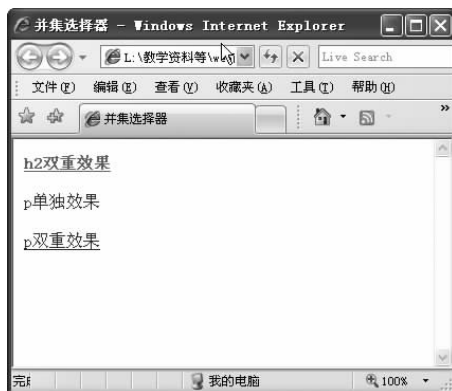 并集选择器 - Windows Internet Explorer
L:\教学资料等\w Live Search
文件(F) 编辑(E) 查看(V) 收藏夹(A) 工具(T) 帮助(H)
并集选择器 »
h2双重效果
p单独效果
p双重效果
我的电脑 100%